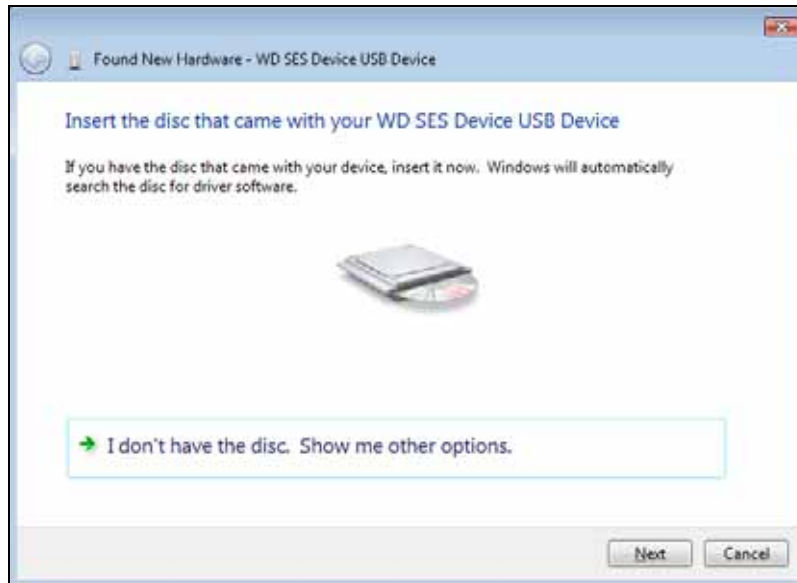 Found New Hardware - WD SES Device USB Device
Insert the disc that came with your WD SES Device USB Device
If you have the disc that came with your device, insert it now. Windows will automatically
search the disc for driver software.
I don't have the disc. Show me other options.
Next
Cancel